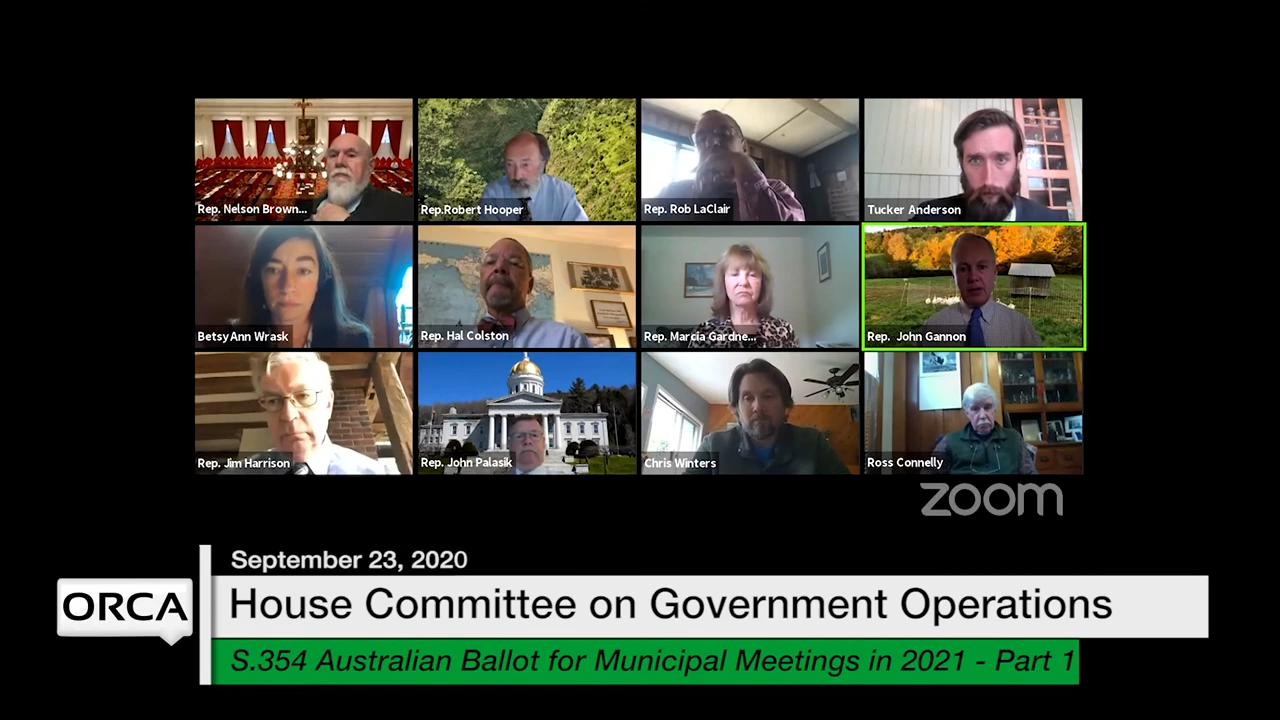 Rep. Nelson Brown...
Rep.Robert Hooper
Rep. Rob LaClair
Tucker Anderson
Betsy Ann Wrask
Rep. Hal Colston
Rep. Marcia Gardne...
Rep. John Gannon
Rep. Jim Harrison
Rep. John Palasik
Chris Winters
Ross Connelly
zoom
September 23, 2020
ORCA
House Committee on Government Operations
S.354 Australian Ballot for Municipal Meetings in 2021 - Part 1